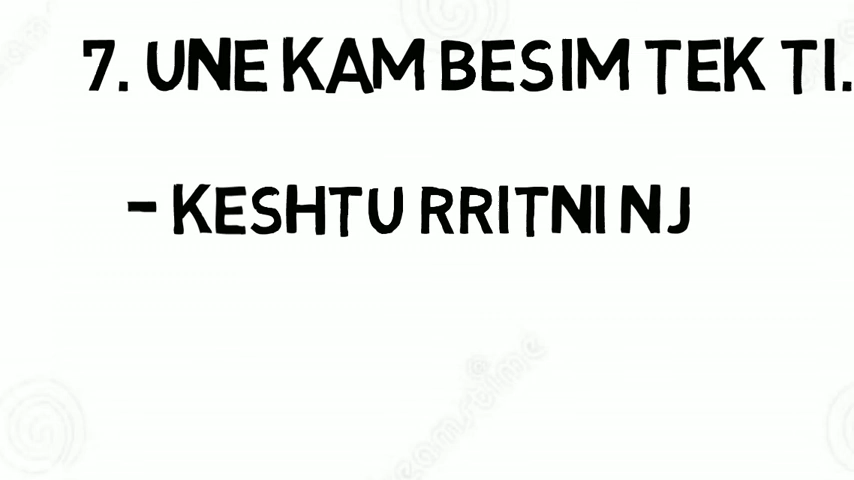 7. UNE KAM BESIM TEK TI.
- KESHTU RRITNI NJ